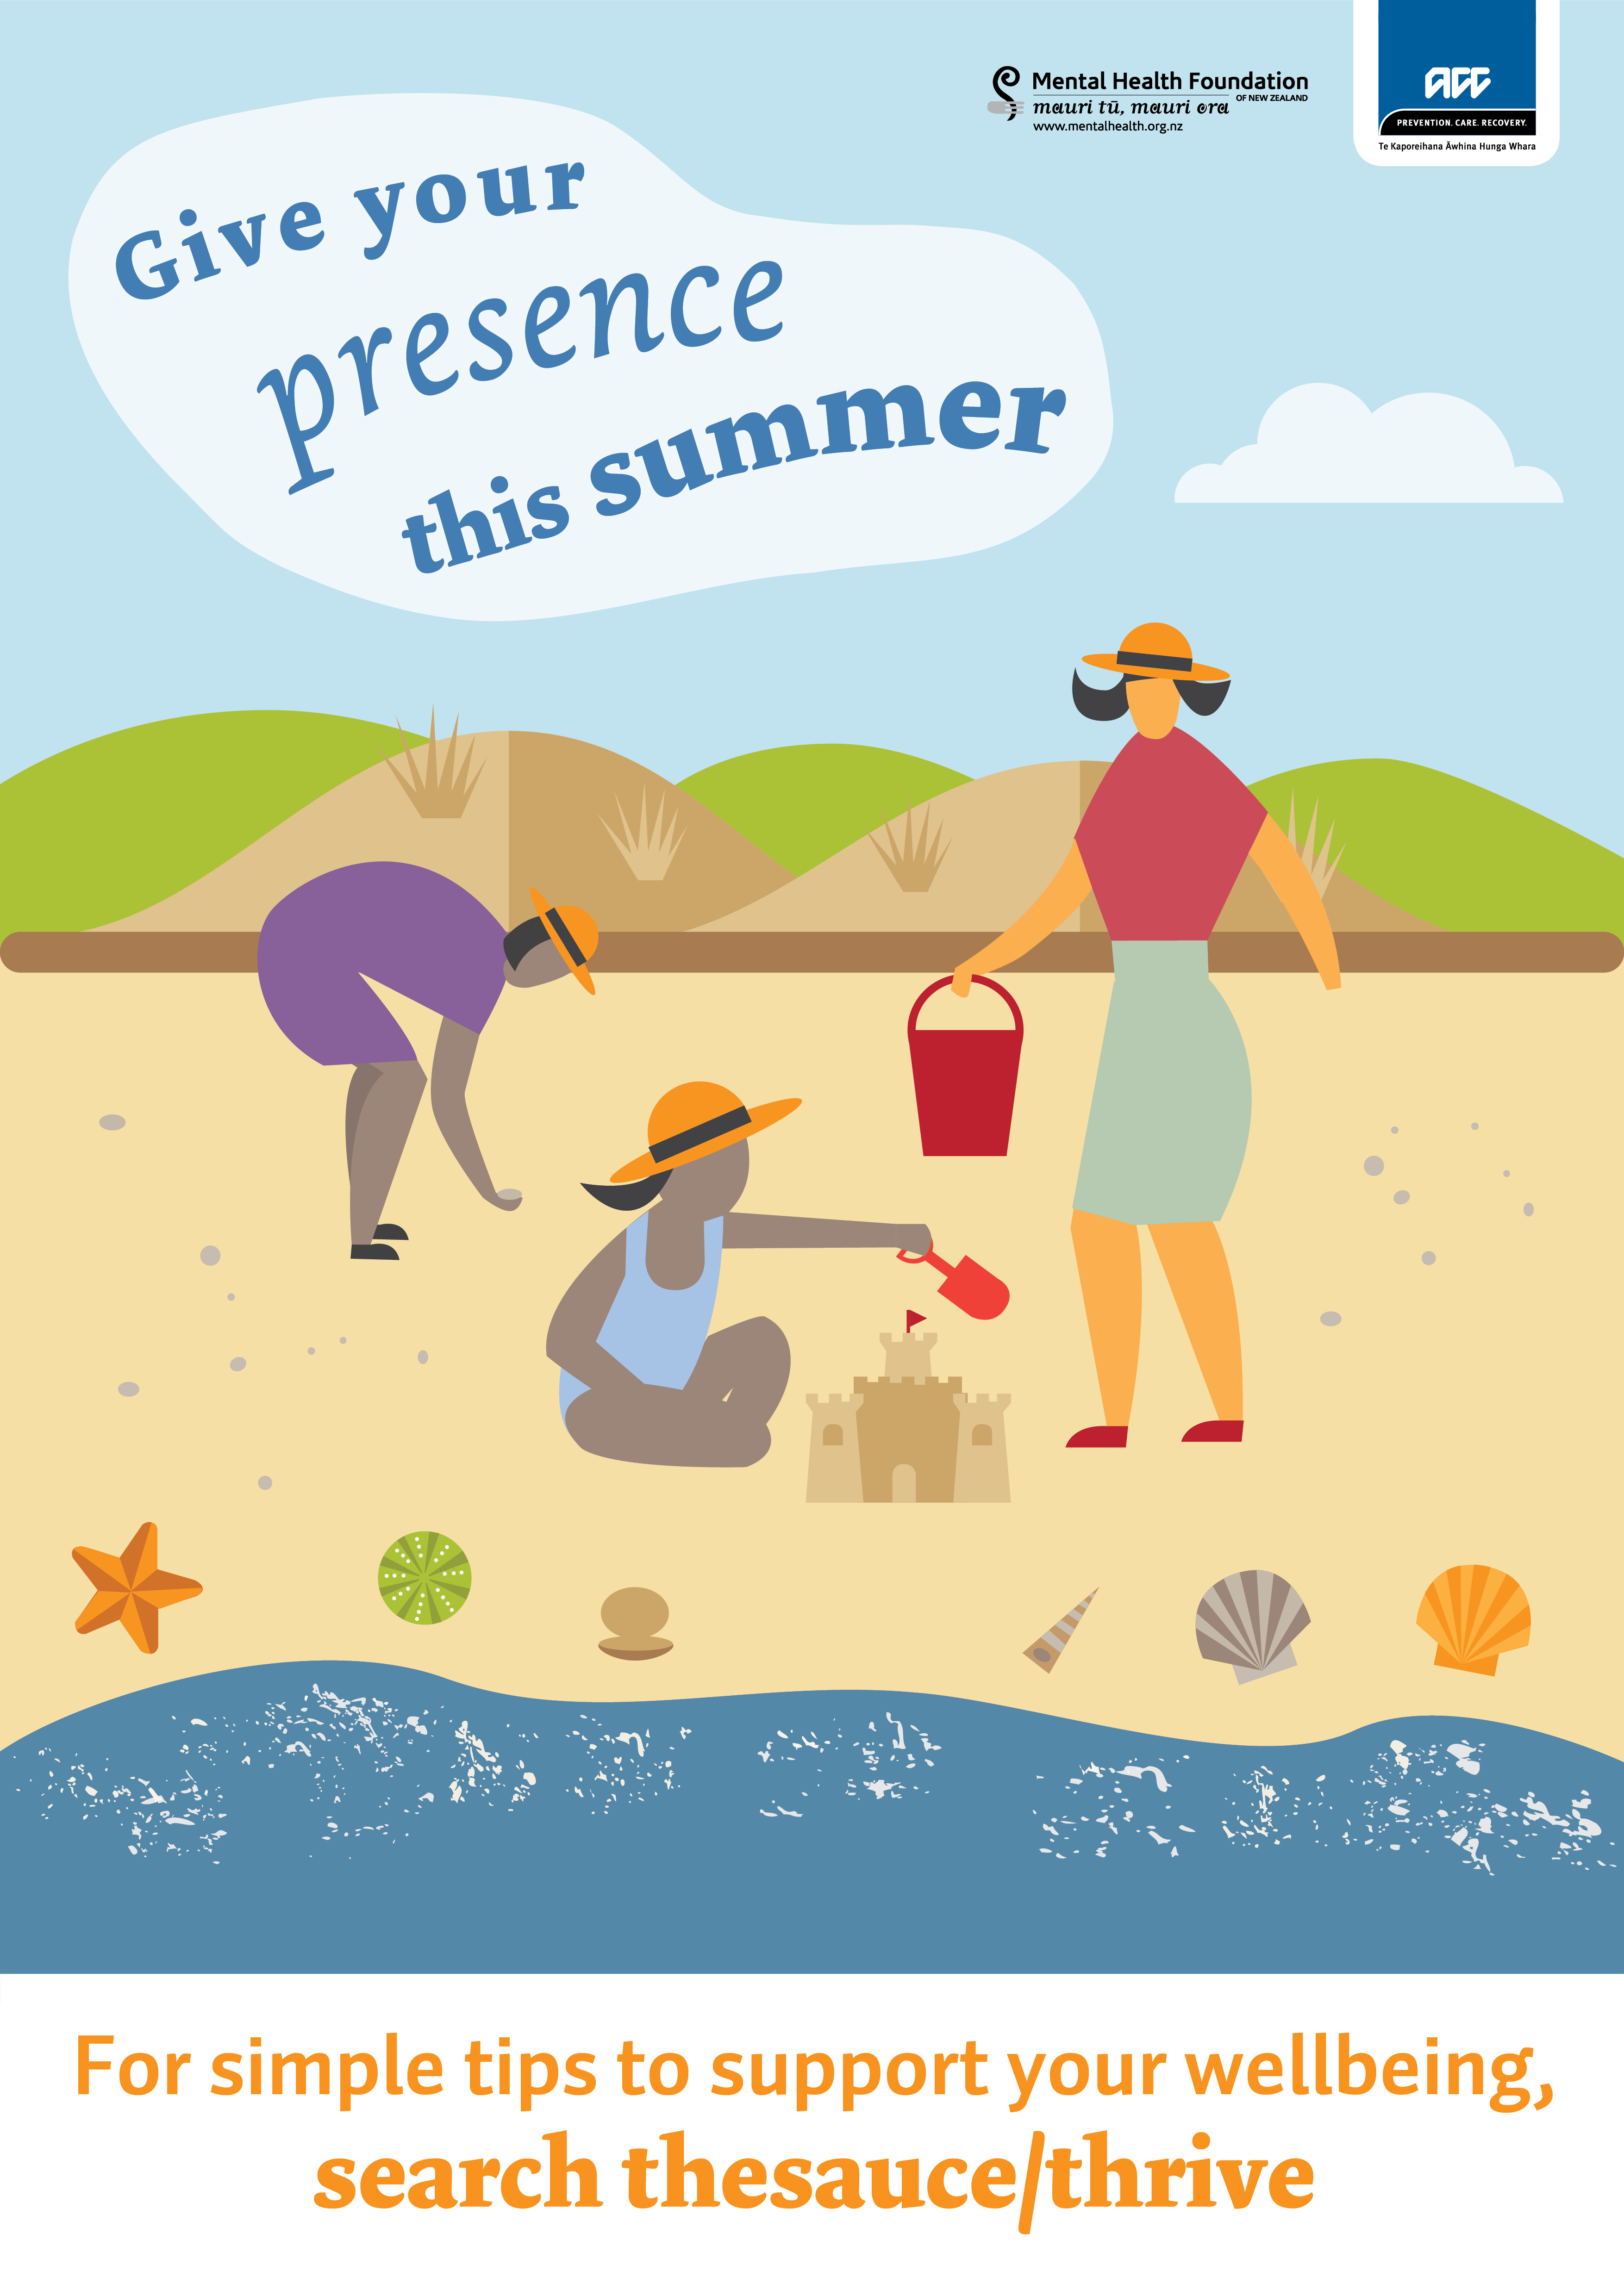 Mental Health Foundation
OF NEW ZEALAND
mauri tū, mauri ora
www.mentalhealth.org.nz
acc
PREVENTION. CARE. RECOVERY.
Te Kaporeihana Āwhina Hunga Whara
Give your
presence
this summer
For simple tips to support your wellbeing,
search thesauce/thrive